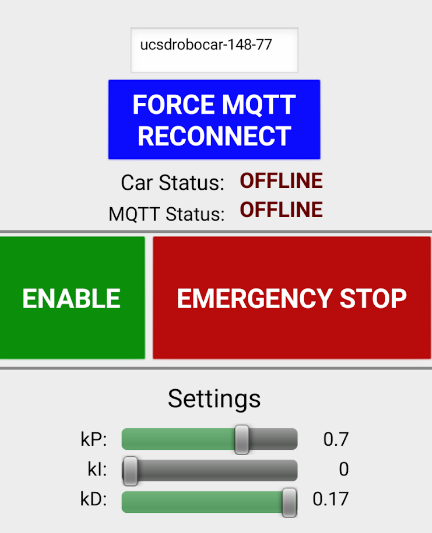 ucsdrobocar-148-77
FORCE MQTT
RECONNECT
Car Status: OFFLINE
MQTT Status: OFFLINE
ENABLE EMERGENCY STOP
Settings
kP: 0.7
kI: 0
kD: 0.17